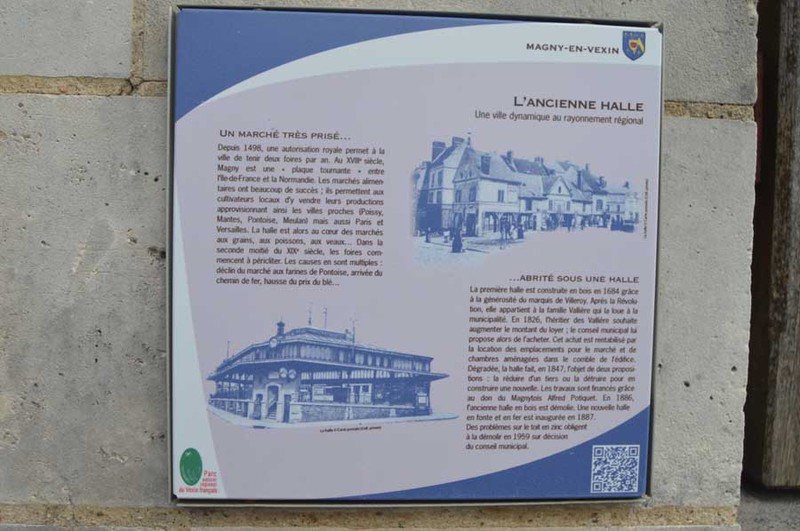 MAGNY-EN-VEXIN
L'ANCIENNE HALLE
Une ville dynamique au rayonnement régional
UN MARCHÉ TRÈS PRISÉ...
Depuis 1498, une autorisation royale permet à la
ville de tenir deux foires par an. Au XVIIIe siècle,
Magny est une « plaque tournante » entre
l'Ile-de-France et la Normandie. Les marchés alimen-
taires ont beaucoup de succès ; ils permettent aux
cultivateurs locaux d'y vendre leurs productions
approvisionnant ainsi les villes proches (Poissy,
Mantes, Pontoise, Meulan) mais aussi Paris et
Versailles. La halle est alors au cœur des marchés
aux grains, aux poissons, aux veaux... Dans la
seconde moitié du XIXe siècle, les foires com-
mencent à péricliter. Les causes en sont multiples :
déclin du marché aux farines de Pontoise, arrivée du
chemin de fer, hausse du prix du blé...
...ABRITÉ SOUS UNE HALLE
La première halle est construite en bois en 1684 grâce
à la générosité du marquis de Villeroy. Après la Révolu-
tion, elle appartient à la famille Vallière qui la loue à la
municipalité. En 1826, l'héritier des Vallière souhaite
augmenter le montant du loyer ; le conseil municipal lui
propose alors de l'acheter. Cet achat est rentabilisé par
la location des emplacements pour le marché et de
chambres aménagées dans le comble de l'édifice.
Dégradée, la halle fait, en 1847, l'objet de deux proposi-
tions : la réduire d'un tiers ou la détruire pour en
construire une nouvelle. Les travaux sont financés grâce
au don du Magnytois Alfred Potiquet. En 1886,
l'ancienne halle en bois est démolie. Une nouvelle halle
en fonte et en fer est inaugurée en 1887.
Des problèmes sur le toit en zinc obligent
à la démolir en 1959 sur décision
du conseil municipal.
Parc
naturel
régional
du Vexin français